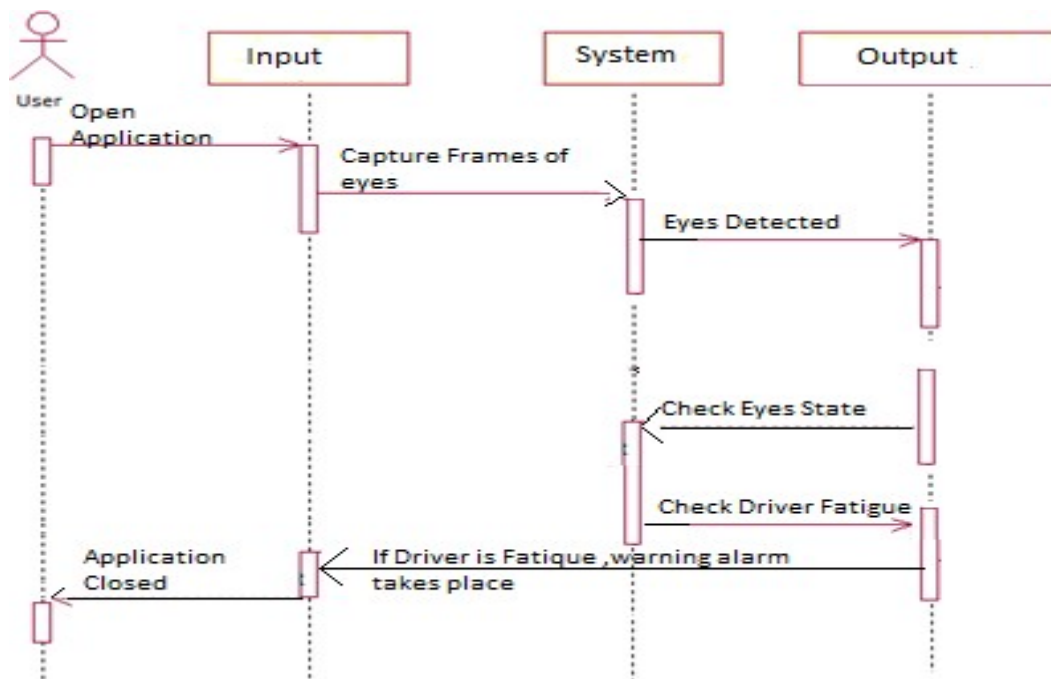 Input
System
Output
User
Open
Application
Capture Frames of
eyes
Eyes Detected
Check Eyes State
Check Driver Fatigue
If Driver is Fatique ,warning alarm
takes place
Application
Closed